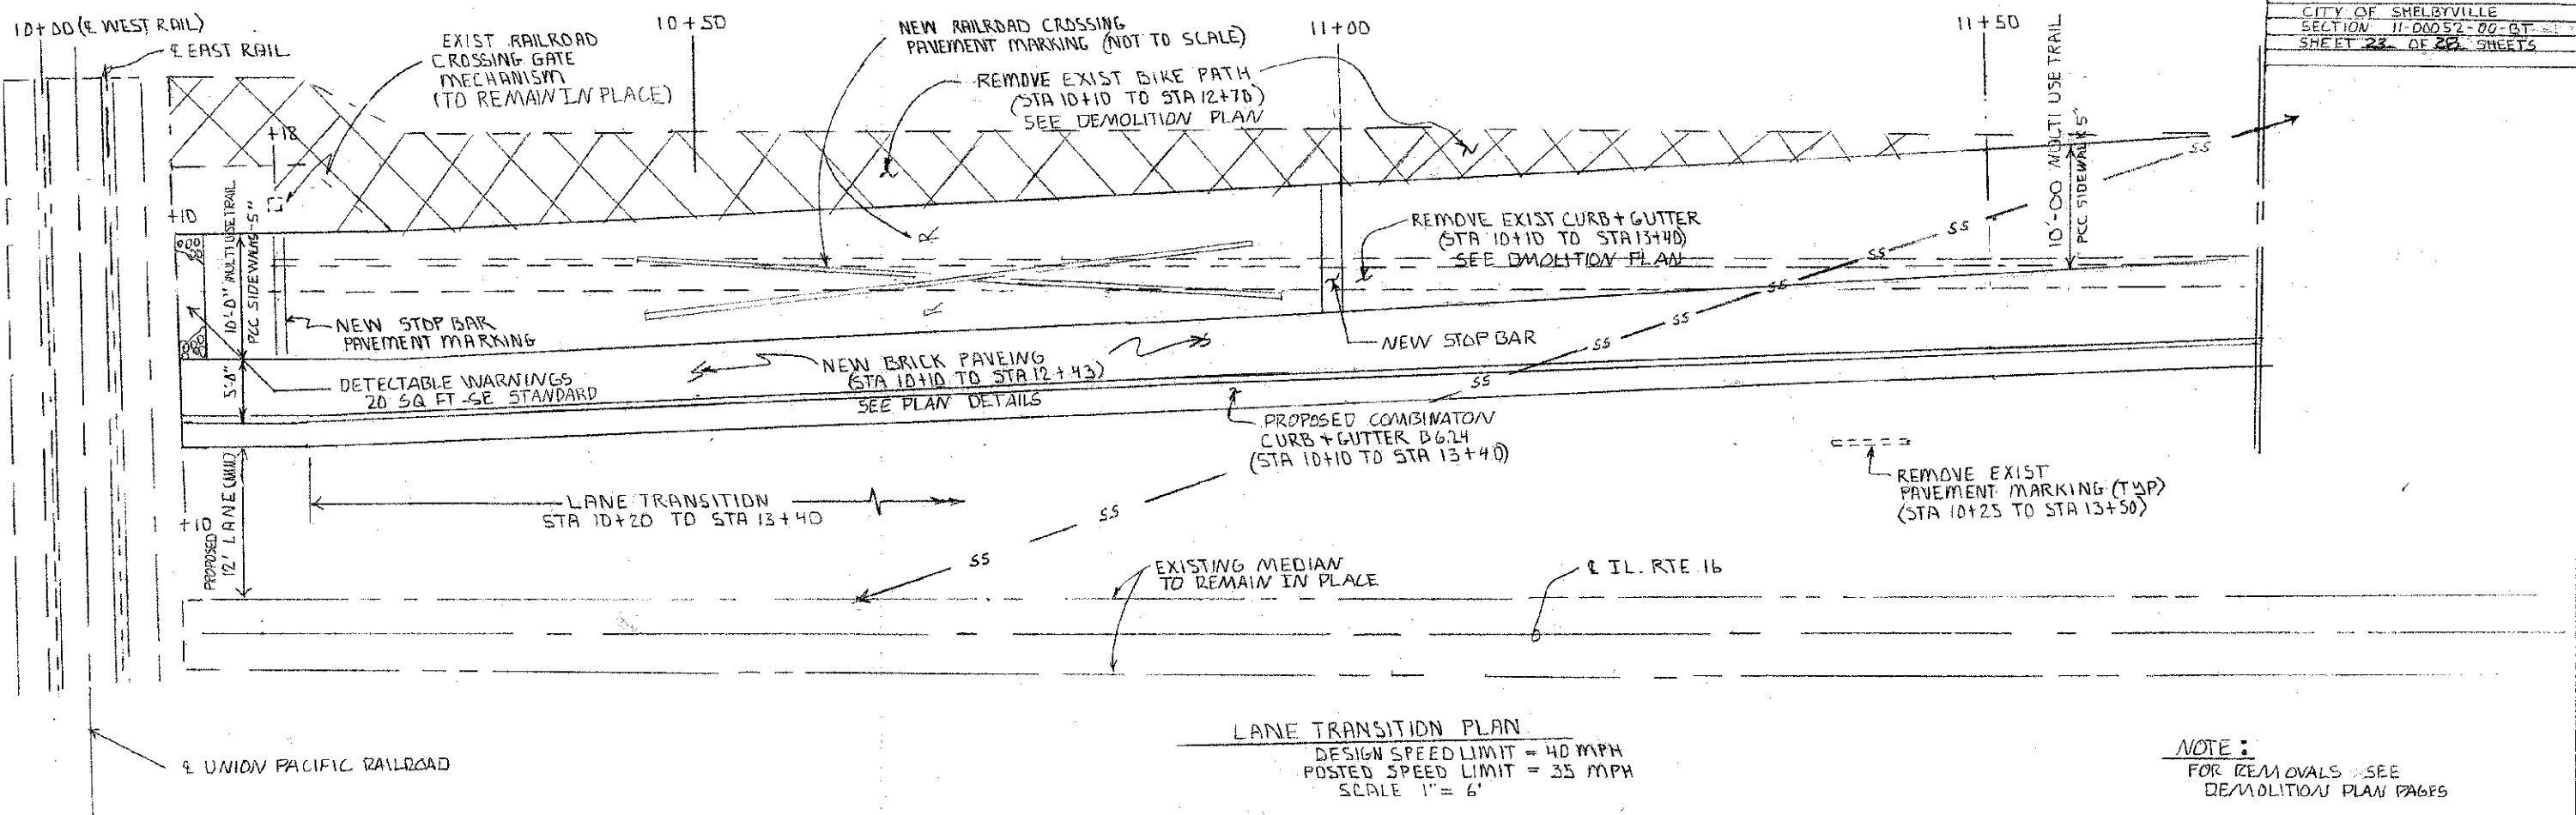 CITY OF SHELBYVILLE
SECTION 11-00052-00-BT
SHEET 23 OF 28 SHEETS
10+00 (℄ WEST RAIL)
℄ EAST RAIL
EXIST RAILROAD
CROSSING GATE
MECHANISM
(TO REMAIN IN PLACE)
10+50
NEW RAILROAD CROSSING
PAVEMENT MARKING (NOT TO SCALE)
REMOVE EXIST BIKE PATH
(STA 10+10 TO STA 12+70)
SEE DEMOLITION PLAN
11+00
11+50
10'-00 MULTI USE TRAIL
PCC SIDEWALK 5"
+18
+10
10'-0" MULTI USE TRAIL
PCC SIDEWALK-5"
R
R
REMOVE EXIST CURB + GUTTER
(STA 10+10 TO STA 13+40)
SEE DMOLITION PLAN
SS
SS
SS
SS
SS
SS
SS
SS
SS
NEW STOP BAR
PAVEMENT MARKING
NEW STOP BAR
NEW BRICK PAVEING
(STA 10+10 TO STA 12+43)
SEE PLAN DETAILS
5'-0"
DETECTABLE WARNINGS
20 SQ FT-SE STANDARD
PROPOSED COMBINATON
CURB + GUTTER B6.24
(STA 10+10 TO STA 13+40)
REMOVE EXIST
PAVEMENT MARKING (TYP)
(STA 10+25 TO STA 13+50)
LANE TRANSITION
STA 10+20 TO STA 13+40
+10
PROPOSED
12' LANE (MIN)
EXISTING MEDIAN
TO REMAIN IN PLACE
℄ IL. RTE 16
℄ UNION PACIFIC RAILROAD
LANE TRANSITION PLAN
DESIGN SPEED LIMIT = 40 MPH
POSTED SPEED LIMIT = 35 MPH
SCALE 1" = 6'
NOTE:
FOR REMOVALS SEE
DEMOLITION PLAN PAGES